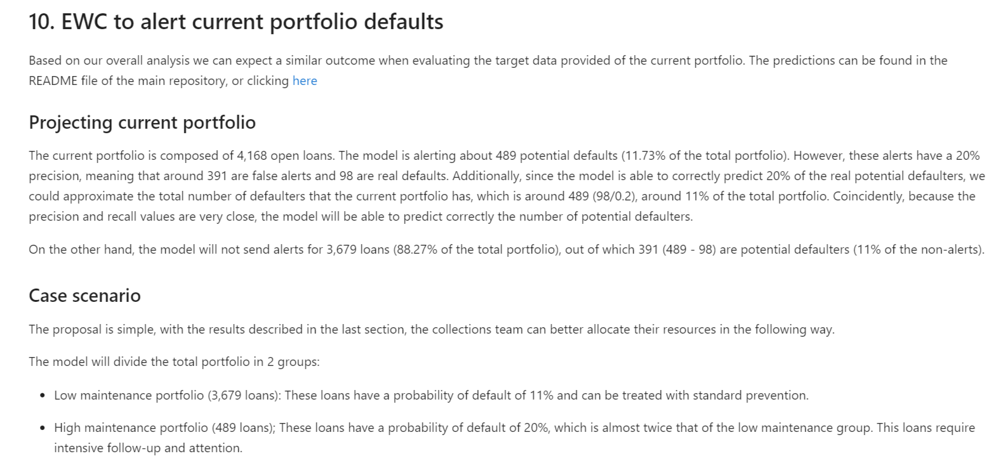 10. EWC to alert current portfolio defaults
Based on our overall analysis we can expect a similar outcome when evaluating the target data provided of the current portfolio. The predictions can be found in the
README file of the main repository, or clicking here
Projecting current portfolio
The current portfolio is composed of 4,168 open loans. The model is alerting about 489 potential defaults (11.73% of the total portfolio). However, these alerts have a 20%
precision, meaning that around 391 are false alerts and 98 are real defaults. Additionally, since the model is able to correctly predict 20% of the real potential defaulters, we
could approximate the total number of defaulters that the current portfolio has, which is around 489 (98/0.2), around 11% of the total portfolio. Coincidently, because the
precision and recall values are very close, the model will be able to predict correctly the number of potential defaulters.
On the other hand, the model will not send alerts for 3,679 loans (88.27% of the total portfolio), out of which 391 (489 - 98) are potential defaulters (11% of the non-alerts).
Case scenario
The proposal is simple, with the results described in the last section, the collections team can better allocate their resources in the following way.
The model will divide the total portfolio in 2 groups:
• Low maintenance portfolio (3,679 loans): These loans have a probability of default of 11% and can be treated with standard prevention.
• High maintenance portfolio (489 loans); These loans have a probability of default of 20%, which is almost twice that of the low maintenance group. This loans require
intensive follow-up and attention.